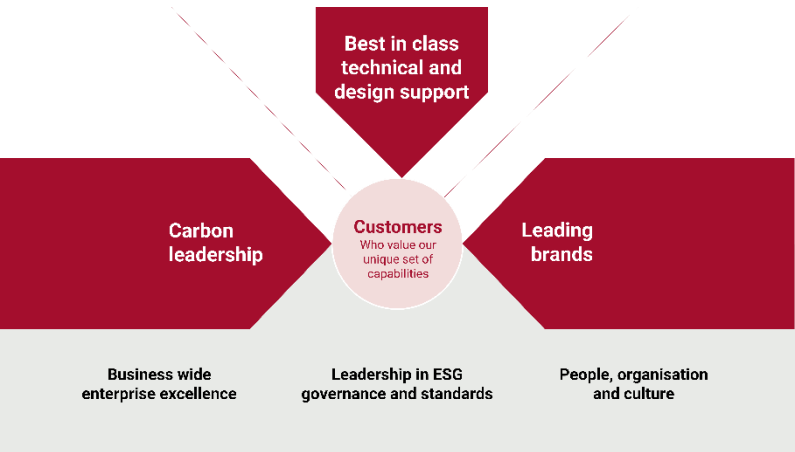 Best in class
technical and
design support
Carbon
leadership
Customers
Who value our
unique set of
capabilities
Leading
brands
Business wide
enterprise excellence
Leadership in ESG
governance and standards
People, organisation
and culture